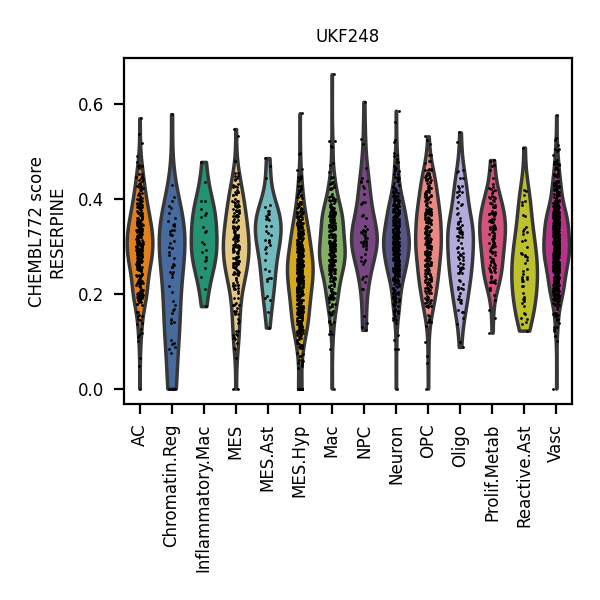 UKF248
CHEMBL772 score
RESERPINE
0.6
0.4
0.2
0.0
AC
Chromatin.Reg
Inflammatory.Mac
MES
MES.Ast
MES.Hyp
Mac
NPC
Neuron
OPC
Oligo
Prolif.Metab
Reactive.Ast
Vasc